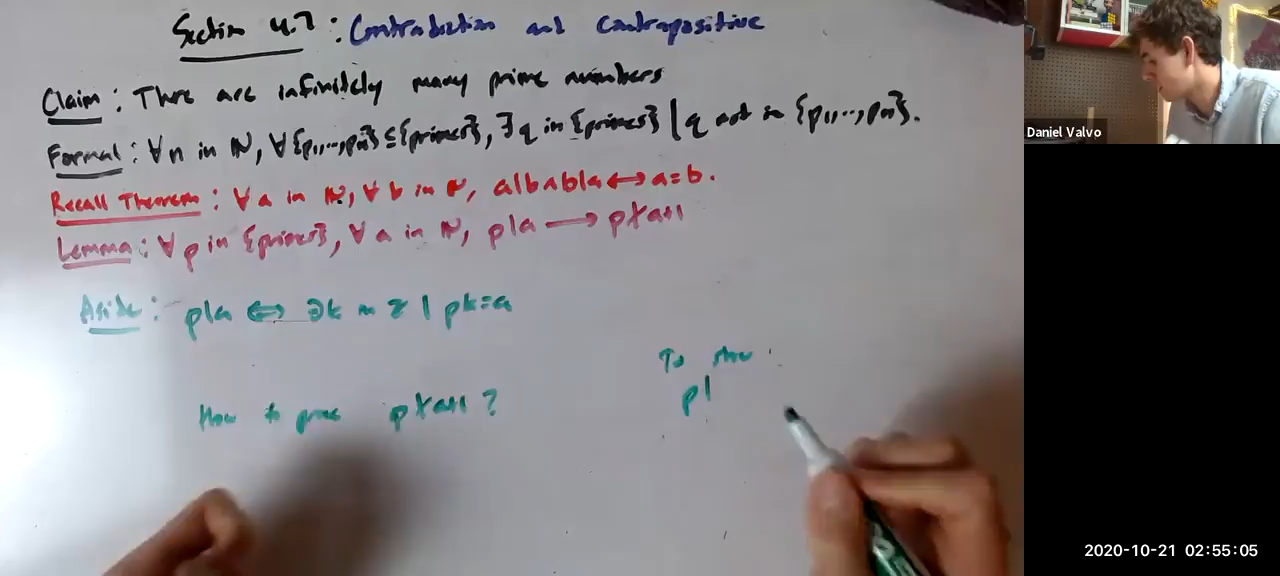 Section 4.7: Contradiction and contrapositive
Claim: There are infinitely many prime numbers
Formal: ∀n in ℕ, ∀{p₁,...,pₙ}⊆{primes}, ∃q in {primes} | q not in {p₁,...,pₙ}.
Recall Theorem: ∀a in ℕ, ∀b in ℕ, a|b∧b|a↔a=b.
Lemma: ∀p in {primes}, ∀a in ℕ, p|a → p∤a+1
Aside: p|a ↔ ∃k in ℤ | pk=a
To show:
How to prove p∤a+1?
p|
Daniel Valvo
2020-10-21 02:55:05